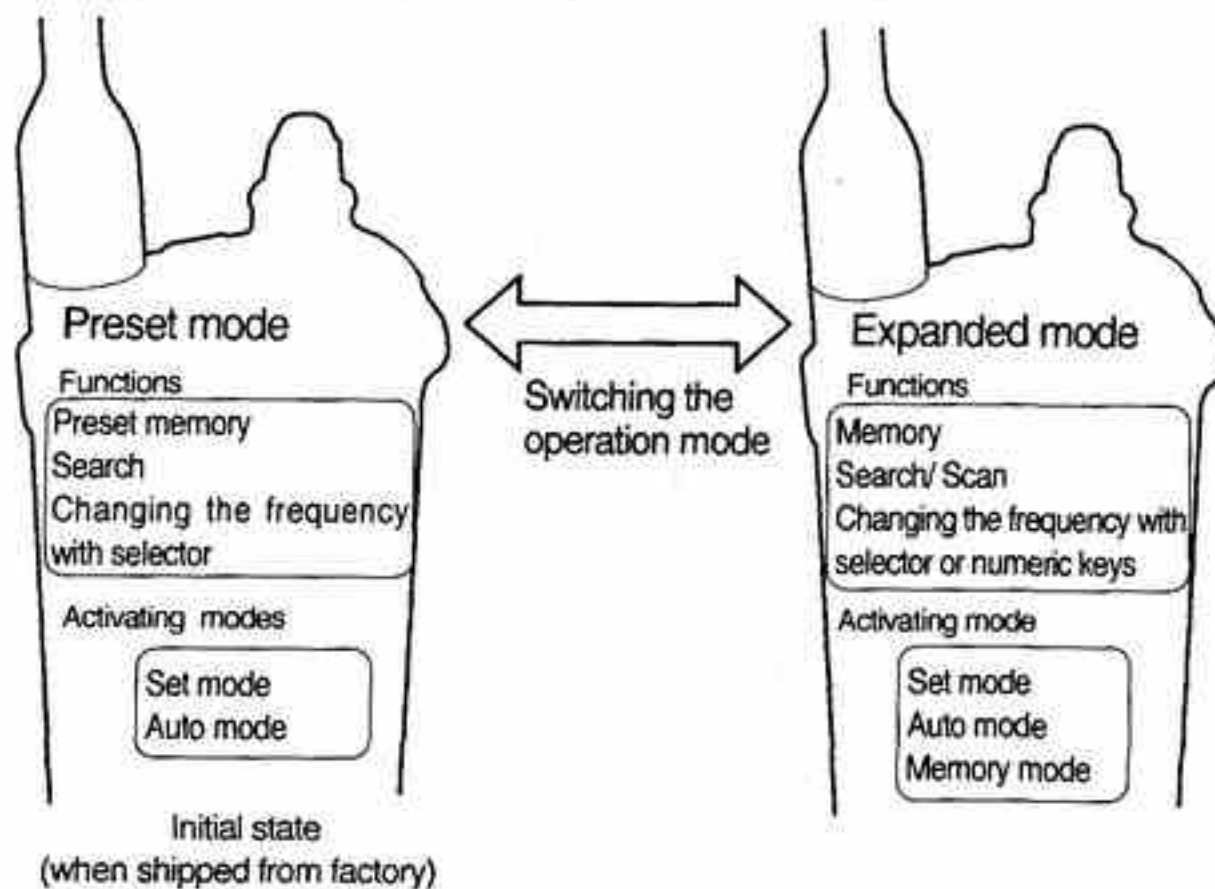 Preset mode
Functions
Preset memory
Search
Changing the frequency
with selector
Activating modes
Set mode
Auto mode
Initial state
(when shipped from factory)
Switching the
operation mode
Expanded mode
Functions
Memory
Search/ Scan
Changing the frequency with
selector or numeric keys
Activating mode
Set mode
Auto mode
Memory mode